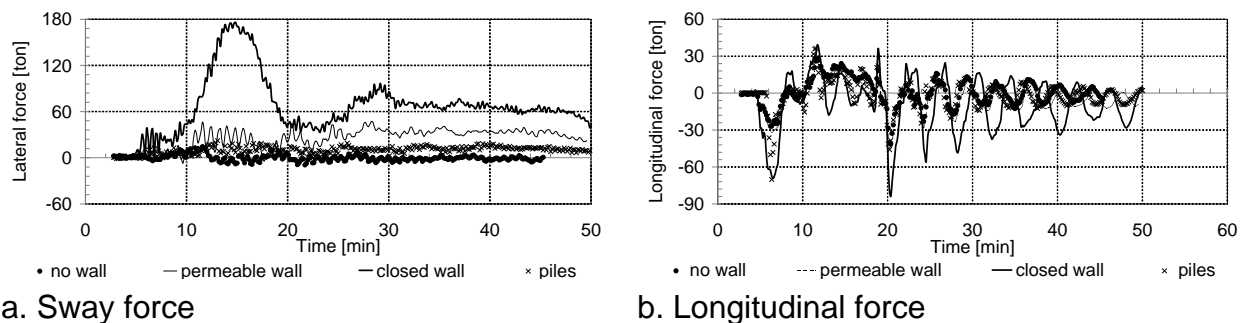 Lateral force [ton]
180
120
60
0
-60
0 10 20 30 40 50
Time [min]
no wall permeable wall closed wall piles
a. Sway force
Longitudinal force [ton]
60
30
0
-30
-60
-90
0 10 20 30 40 50 60
Time [min]
no wall permeable wall closed wall piles
b. Longitudinal force